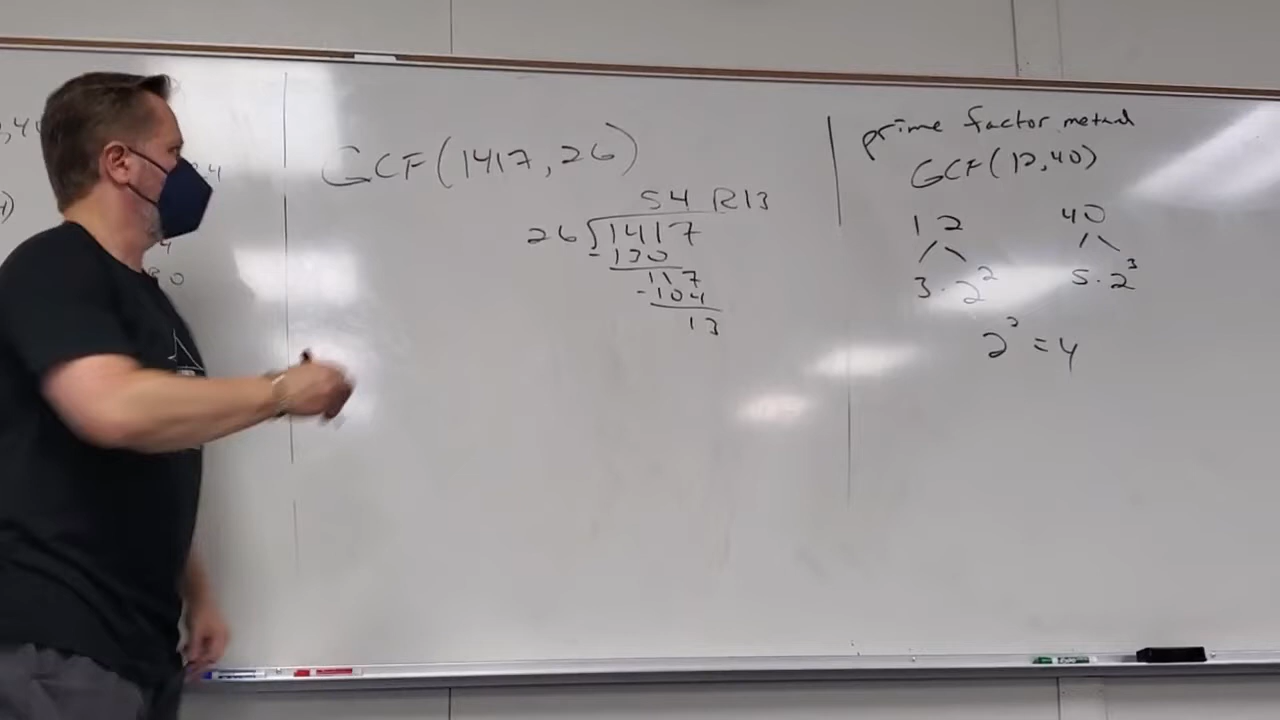 GCF(1417,26)
54 R13
26 1417
-130
117
-104
13
prime factor method
GCF(12,40)
12 40
3·2² 5·2³
2² = 4